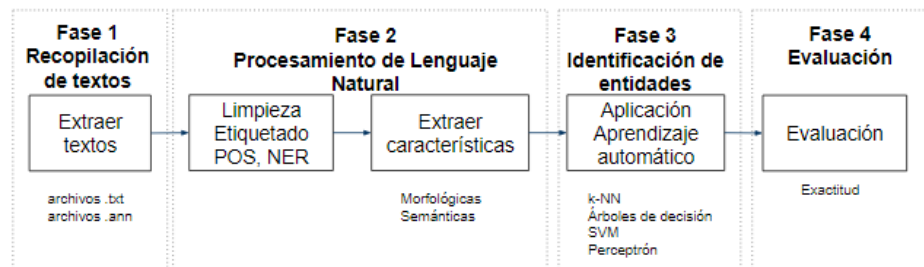 Fase 1
Recopilación
de textos
Extraer
textos
archivos .txt
archivos .ann
Fase 2
Procesamiento de Lenguaje
Natural
Limpieza
Etiquetado
POS, NER
Extraer
características
Morfológicas
Semánticas
Fase 3
Identificación de
entidades
Aplicación
Aprendizaje
automático
k-NN
Árboles de decisión
SVM
Perceptrón
Fase 4
Evaluación
Evaluación
Exactitud